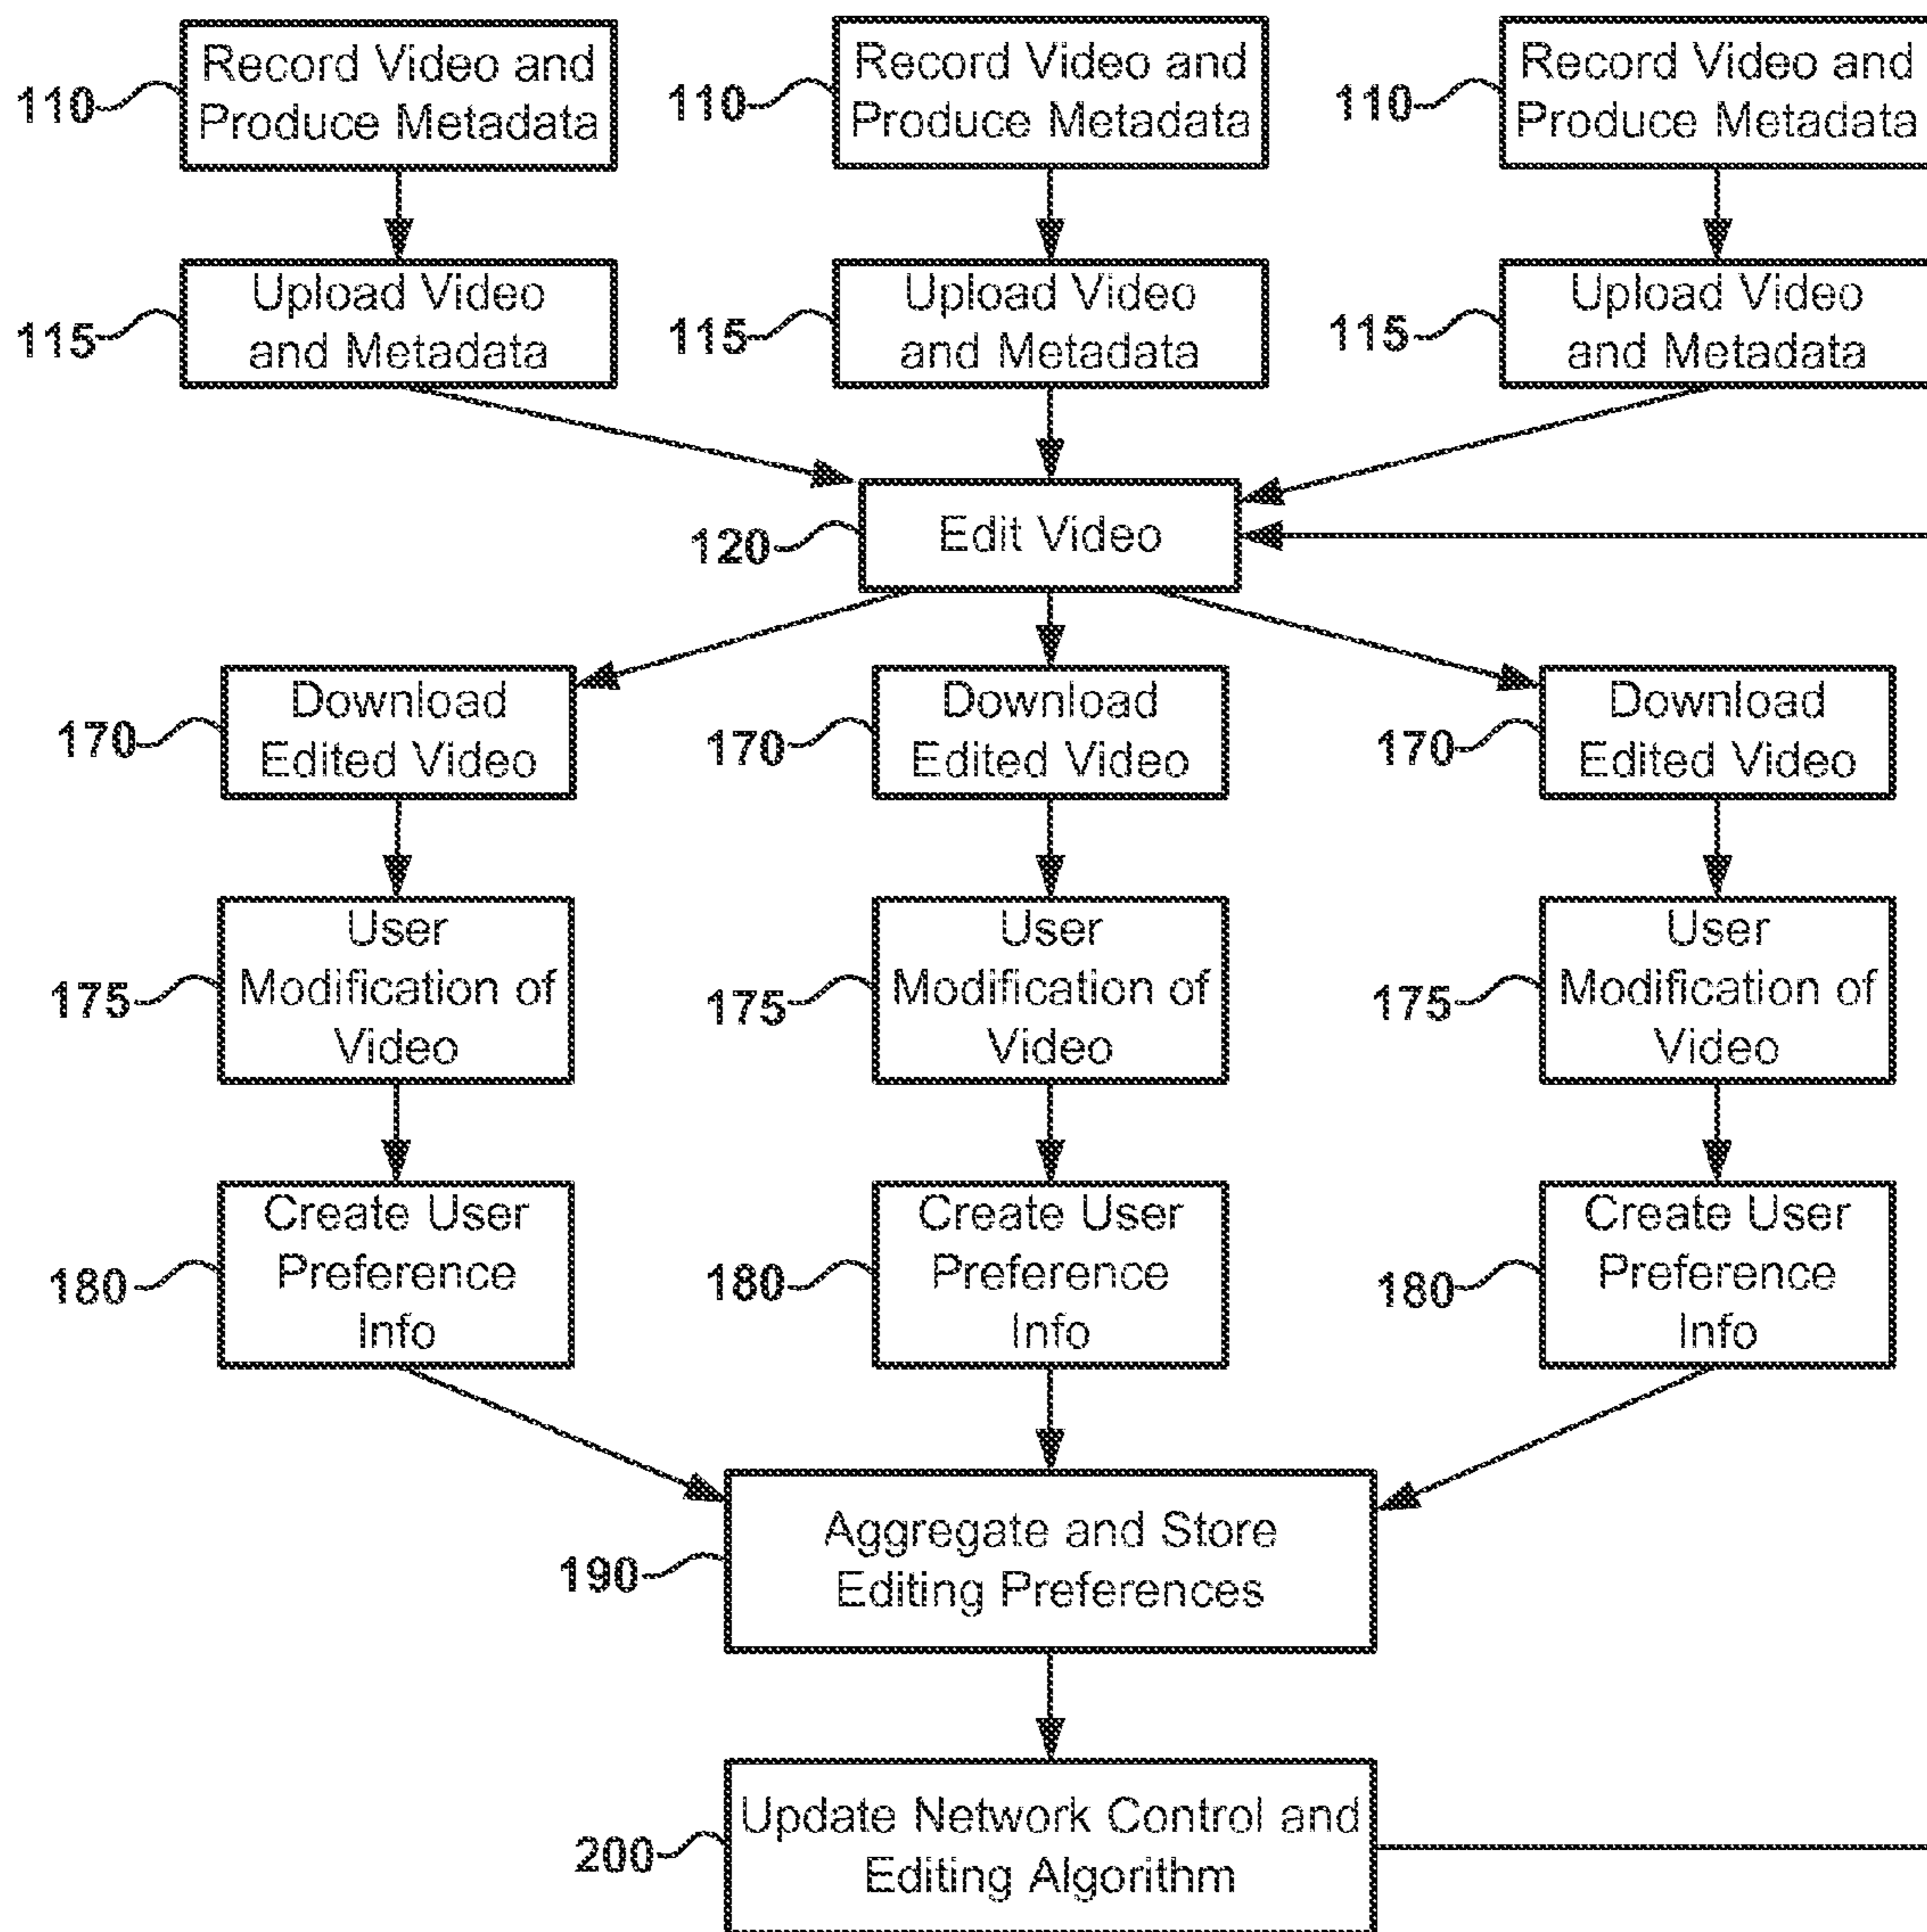 Record Video and
Produce Metadata
110
Record Video and
Produce Metadata
110
Record Video and
Produce Metadata
110
Upload Video
and Metadata
115
Upload Video
and Metadata
115
Upload Video
and Metadata
115
Edit Video
120
Download
Edited Video
170
Download
Edited Video
170
Download
Edited Video
170
User
Modification of
Video
175
User
Modification of
Video
175
User
Modification of
Video
175
Create User
Preference
Info
180
Create User
Preference
Info
180
Create User
Preference
Info
180
Aggregate and Store
Editing Preferences
190
Update Network Control and
Editing Algorithm
200